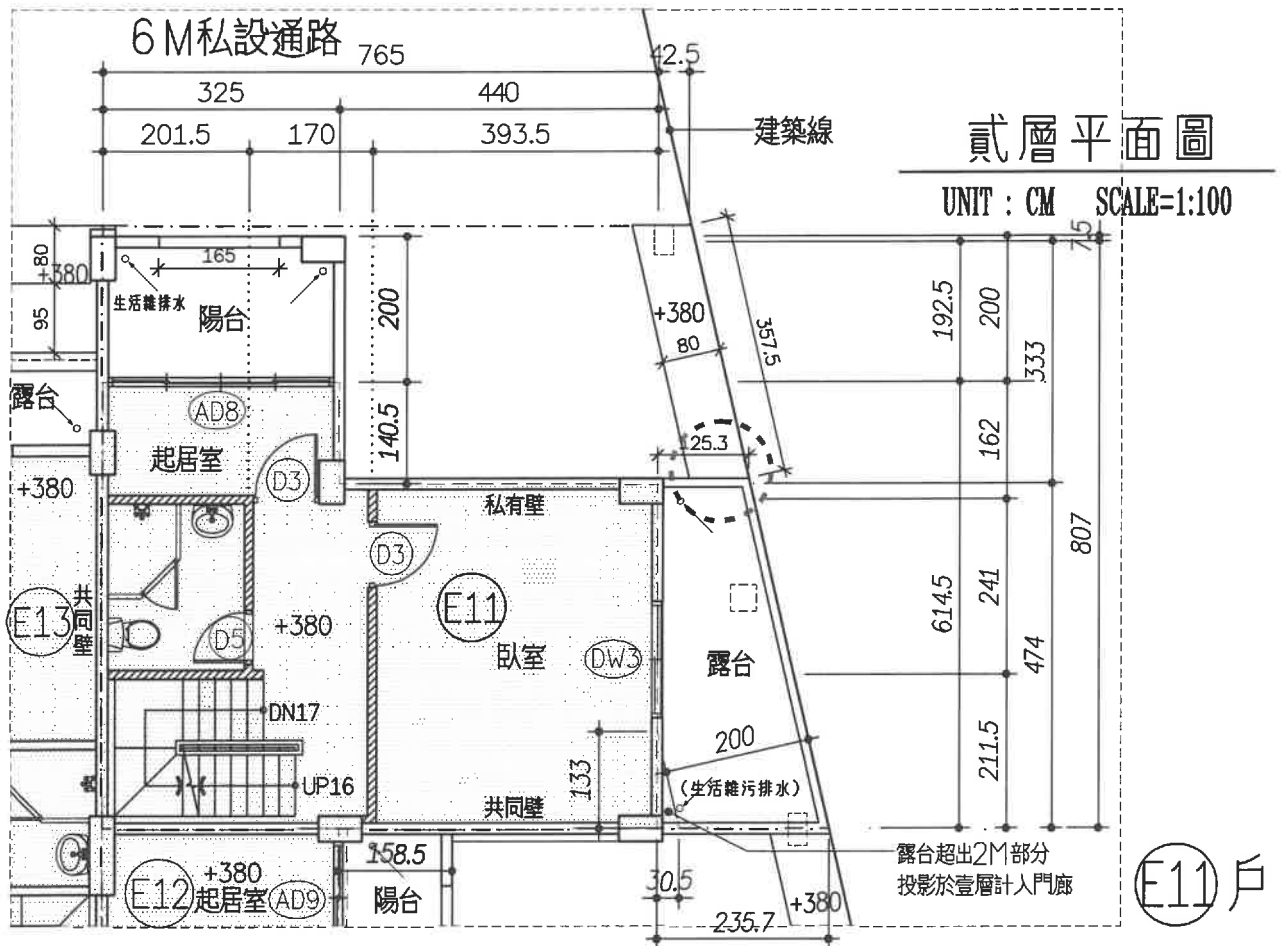 6M私設通路
765
42.5
325
440
201.5
170
393.5
建築線
貳層平面圖
UNIT : CM SCALE=1:100
7.5
80
+380
165
生活雜排水
陽台
200
+380
80
357.5
192.5
200
333
95
露台
AD8
起居室
140.5
125.3
162
+380
D3
私有壁
D3
807
E13
共同壁
D5
+380
E11
臥室
DW3
露台
614.5
241
474
DN17
UP16
133
200
(生活雜污排水)
211.5
共同壁
露台超出2M部分
投影於壹層計入門廊
E12
+380
起居室
AD9
158.5
陽台
30.5
+380
235.7
E11戶